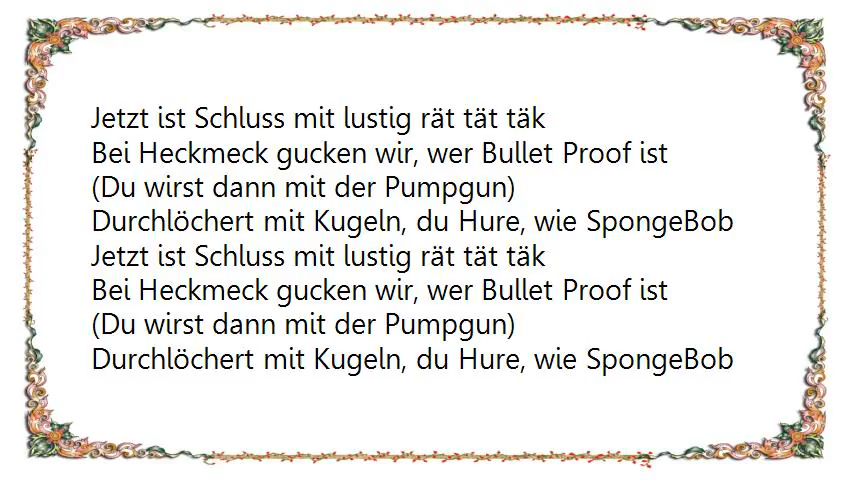 Jetzt ist Schluss mit lustig rät tät täk
Bei Heckmeck gucken wir, wer Bullet Proof ist
(Du wirst dann mit der Pumpgun)
Durchlöchert mit Kugeln, du Hure, wie SpongeBob
Jetzt ist Schluss mit lustig rät tät täk
Bei Heckmeck gucken wir, wer Bullet Proof ist
(Du wirst dann mit der Pumpgun)
Durchlöchert mit Kugeln, du Hure, wie SpongeBob